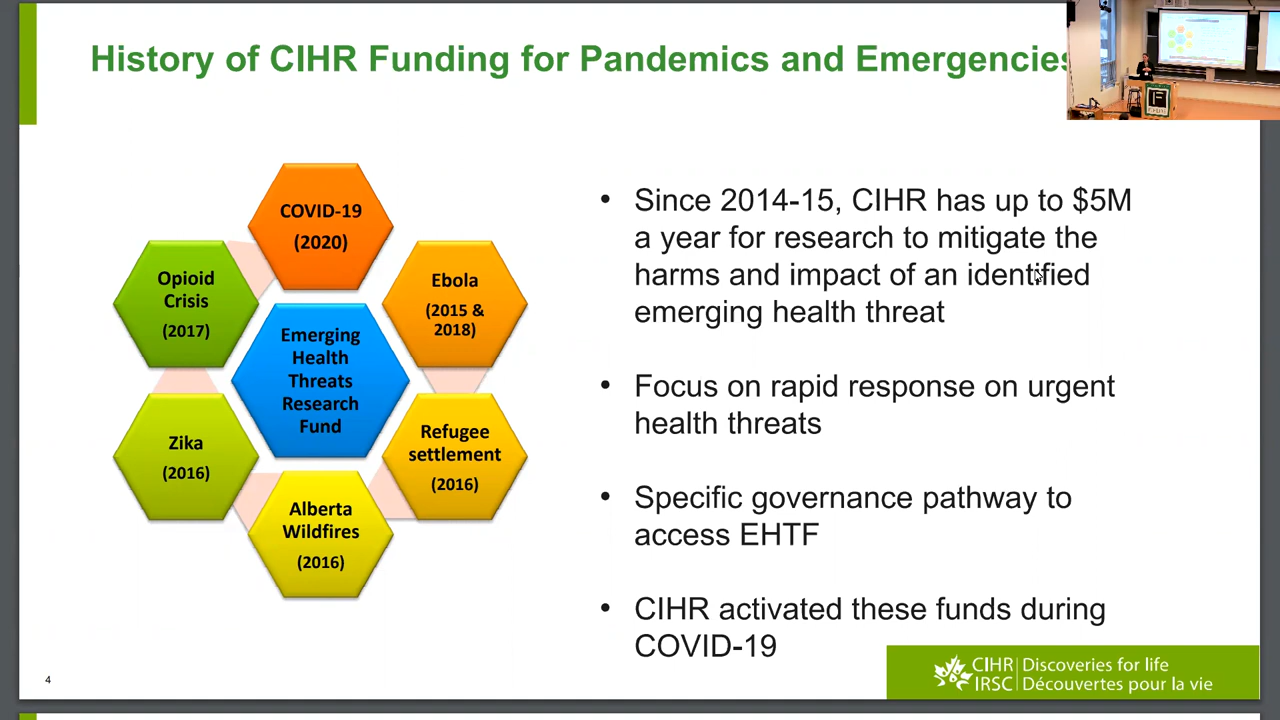 History of CIHR Funding for Pandemics and Emergencies
COVID-19
(2020)
Opioid
Crisis
(2017)
Ebola
(2015 &
2018)
Emerging
Health
Threats
Research
Fund
Zika
(2016)
Refugee
settlement
(2016)
Alberta
Wildfires
(2016)
• Since 2014-15, CIHR has up to $5M
a year for research to mitigate the
harms and impact of an identified
emerging health threat
• Focus on rapid response on urgent
health threats
• Specific governance pathway to
access EHTF
• CIHR activated these funds during
COVID-19
4
CIHR Discoveries for life
IRSC Découvertes pour la vie